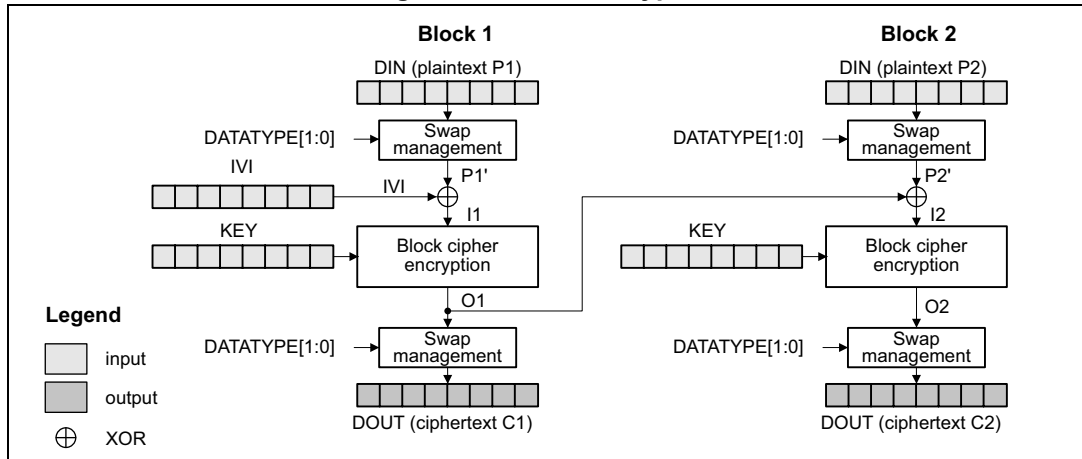 Block 1
DIN (plaintext P1)
DATATYPE[1:0]
Swap
management
P1'
IVI
IVI
I1
KEY
Block cipher
encryption
O1
DATATYPE[1:0]
Swap
management
DOUT (ciphertext C1)
Block 2
DIN (plaintext P2)
DATATYPE[1:0]
Swap
management
P2'
I2
KEY
Block cipher
encryption
O2
DATATYPE[1:0]
Swap
management
DOUT (ciphertext C2)
Legend
input
output
XOR